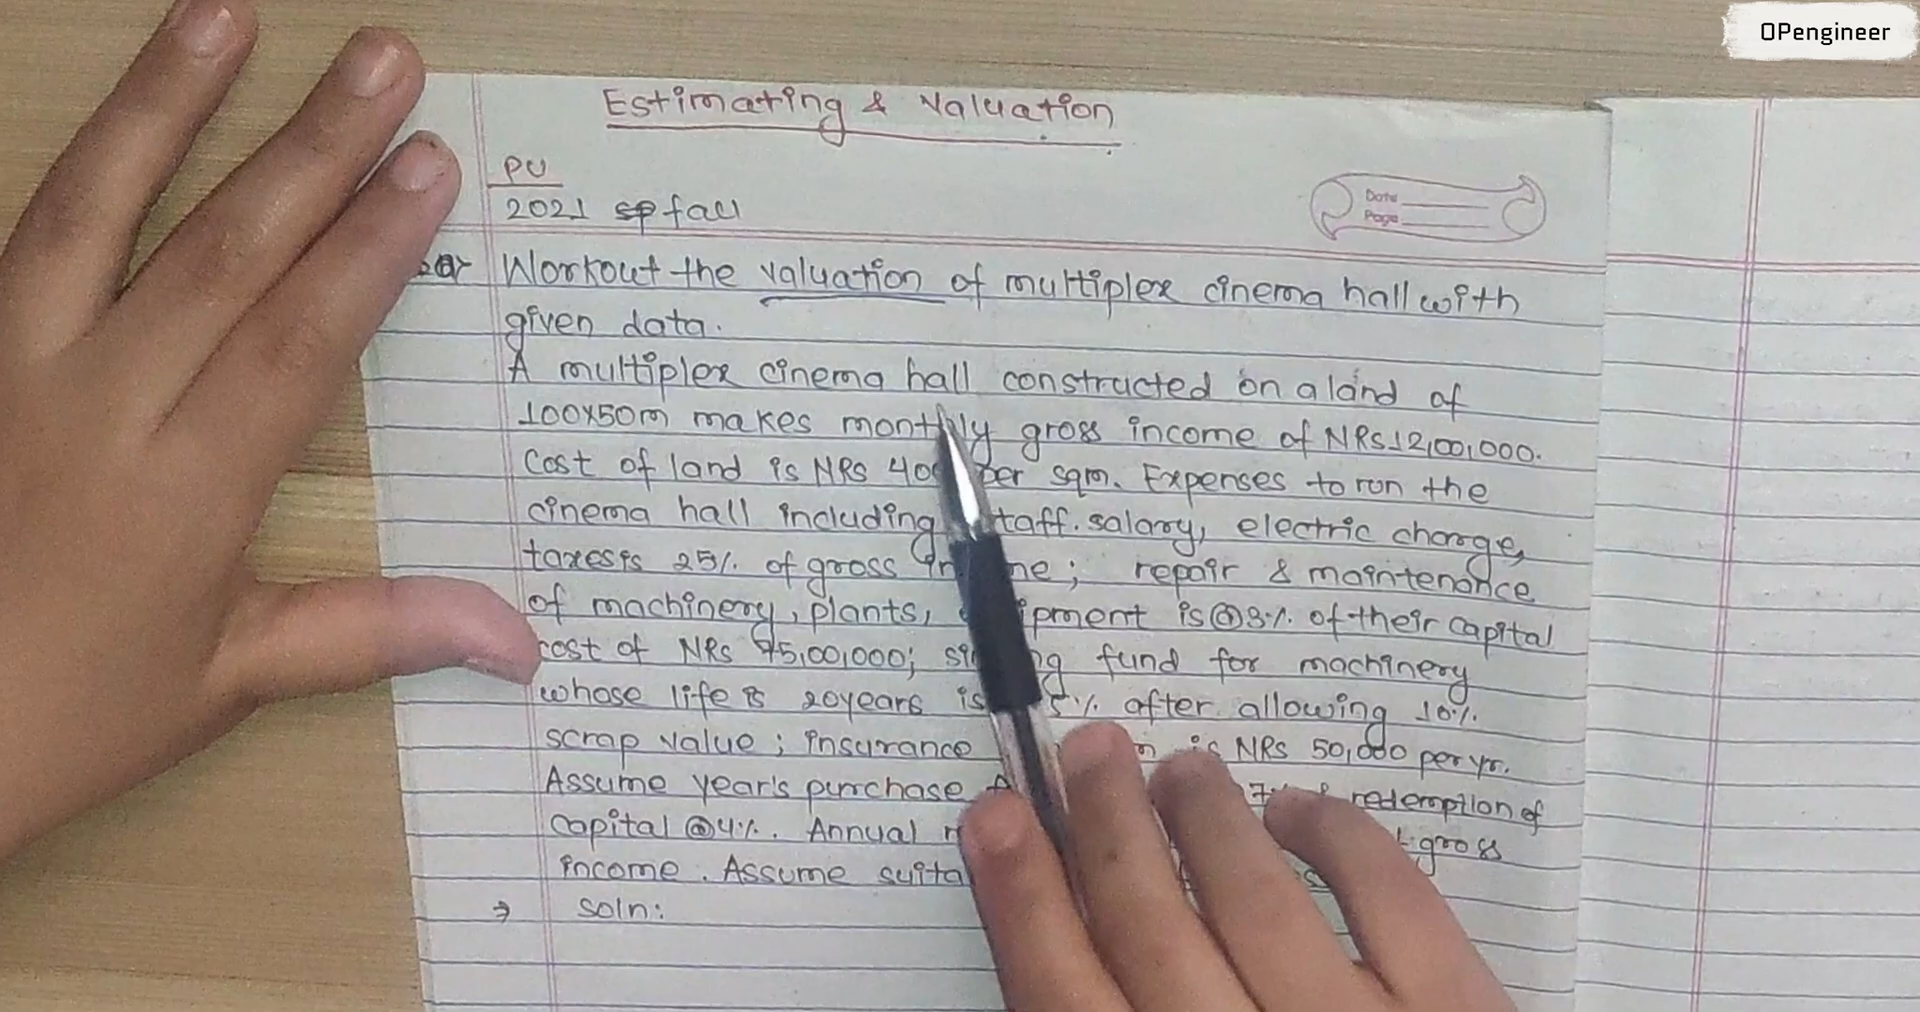 OPengineer
Estimating & Valuation
PU
2021 sp fall
Date
Page
Workout the valuation of multiplex cinema hall with
given data.
A multiplex cinema hall constructed on a land of
100x50m makes monthly gross income of NRs 12,00,000.
Cost of land is NRs per sqm. Expenses to run the
cinema hall including salary, electric charge,
taxes is 25% of gross ; repair & maintenance
of machinery, plants, is @3% of their capital
cost of NRs 75,00,000; fund for machinery
whose life is 20years is 5% after allowing 10%
scrap value; insurance is NRs 50,000 per yr.
Assume year's purchase & redemption of
capital @4%. Annual gross
income. Assume
⇒ Soln: